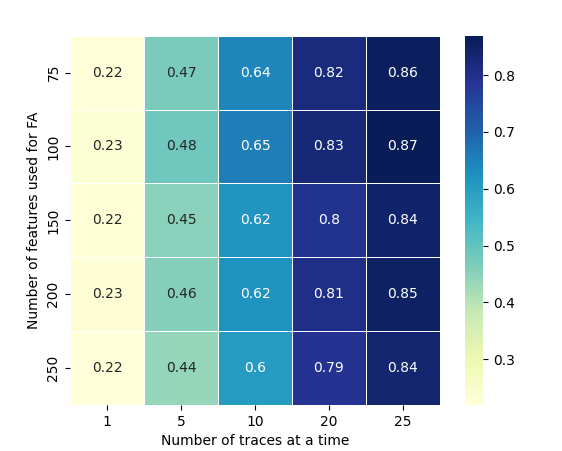 75 0.22 0.47 0.64 0.82 0.86
100 0.23 0.48 0.65 0.83 0.87
150 0.22 0.45 0.62 0.8 0.84
200 0.23 0.46 0.62 0.81 0.85
250 0.22 0.44 0.6 0.79 0.84
1 5 10 20 25
Number of traces at a time
Number of features used for FA
0.8
0.7
0.6
0.5
0.4
0.3